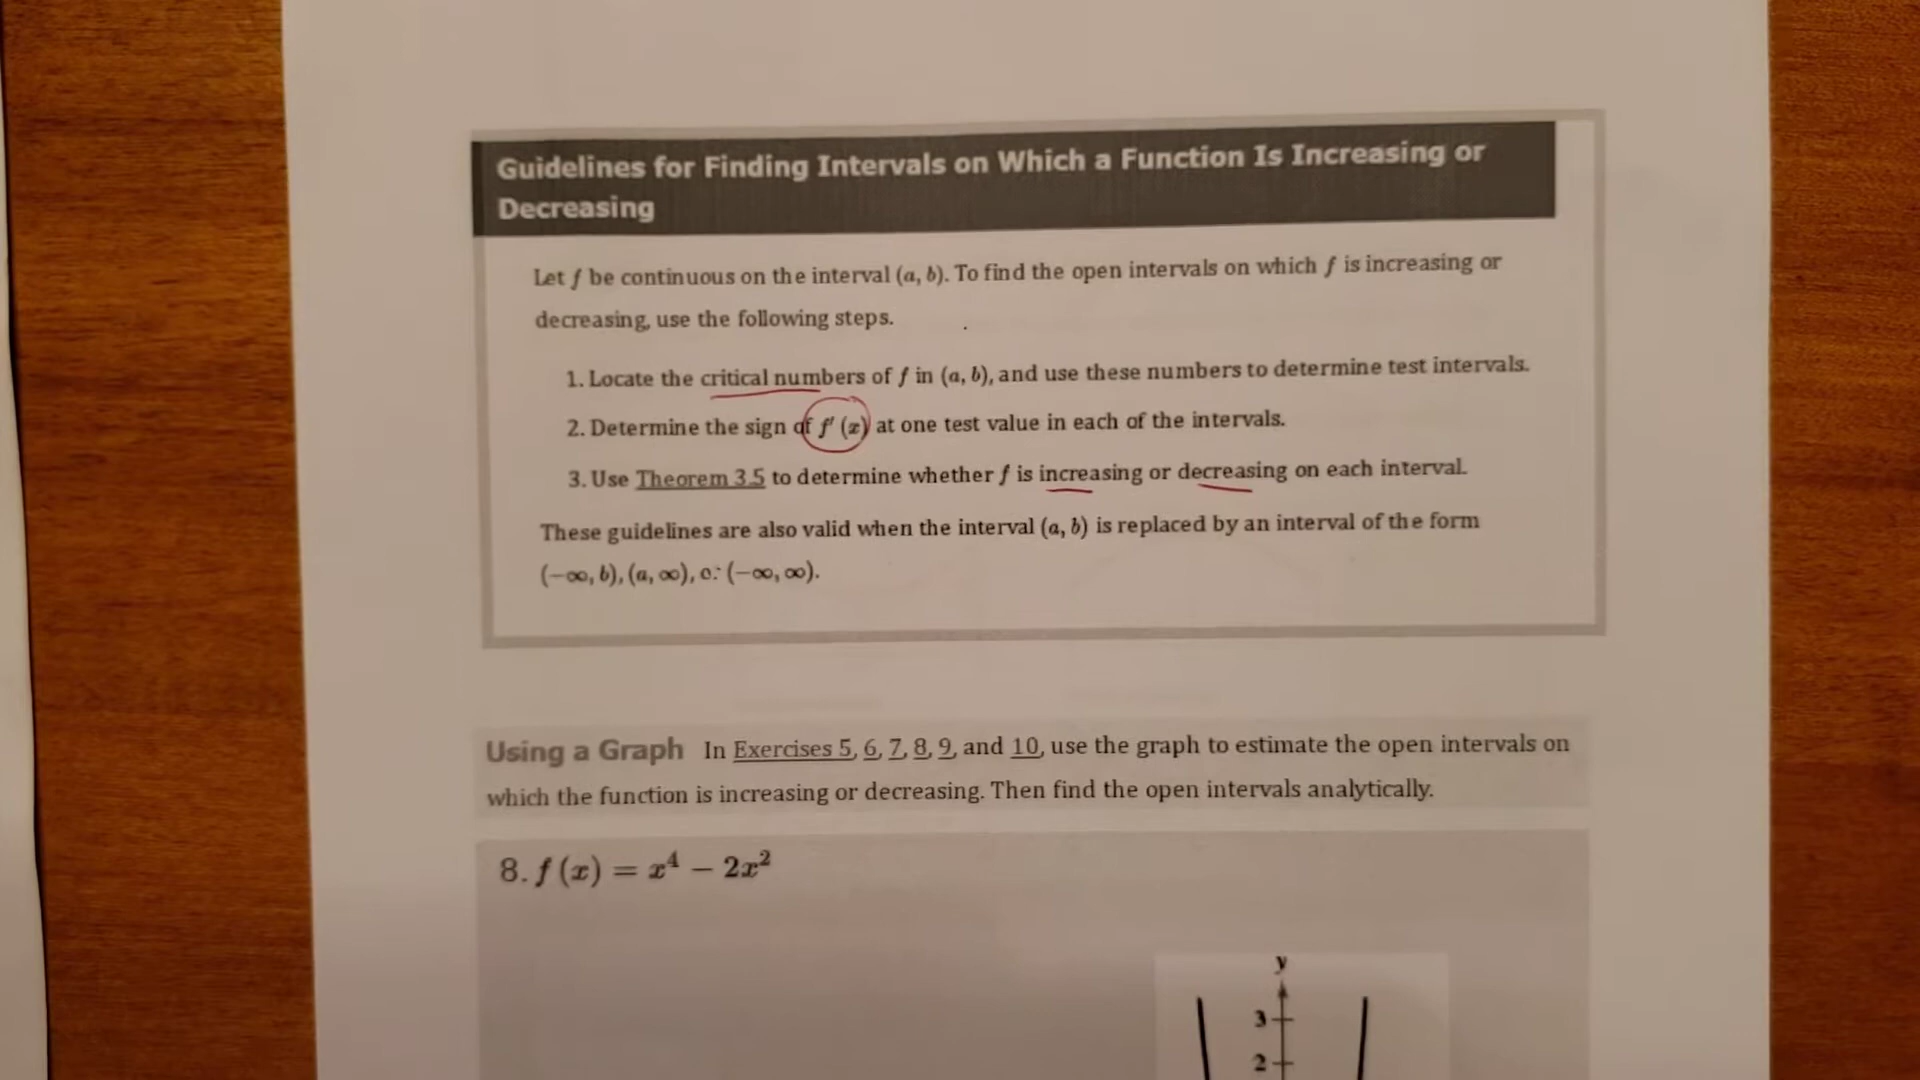 Guidelines for Finding Intervals on Which a Function Is Increasing or
Decreasing
Let f be continuous on the interval (a, b). To find the open intervals on which f is increasing or
decreasing, use the following steps.
1. Locate the critical numbers of f in (a, b), and use these numbers to determine test intervals.
2. Determine the sign of f′ (x) at one test value in each of the intervals.
3. Use Theorem 3.5 to determine whether f is increasing or decreasing on each interval.
These guidelines are also valid when the interval (a, b) is replaced by an interval of the form
(−∞, b), (a, ∞), or (−∞, ∞).
Using a Graph In Exercises 5, 6, 7, 8, 9, and 10, use the graph to estimate the open intervals on
which the function is increasing or decreasing. Then find the open intervals analytically.
8. f (x) = x⁴ − 2x²
y
3
2